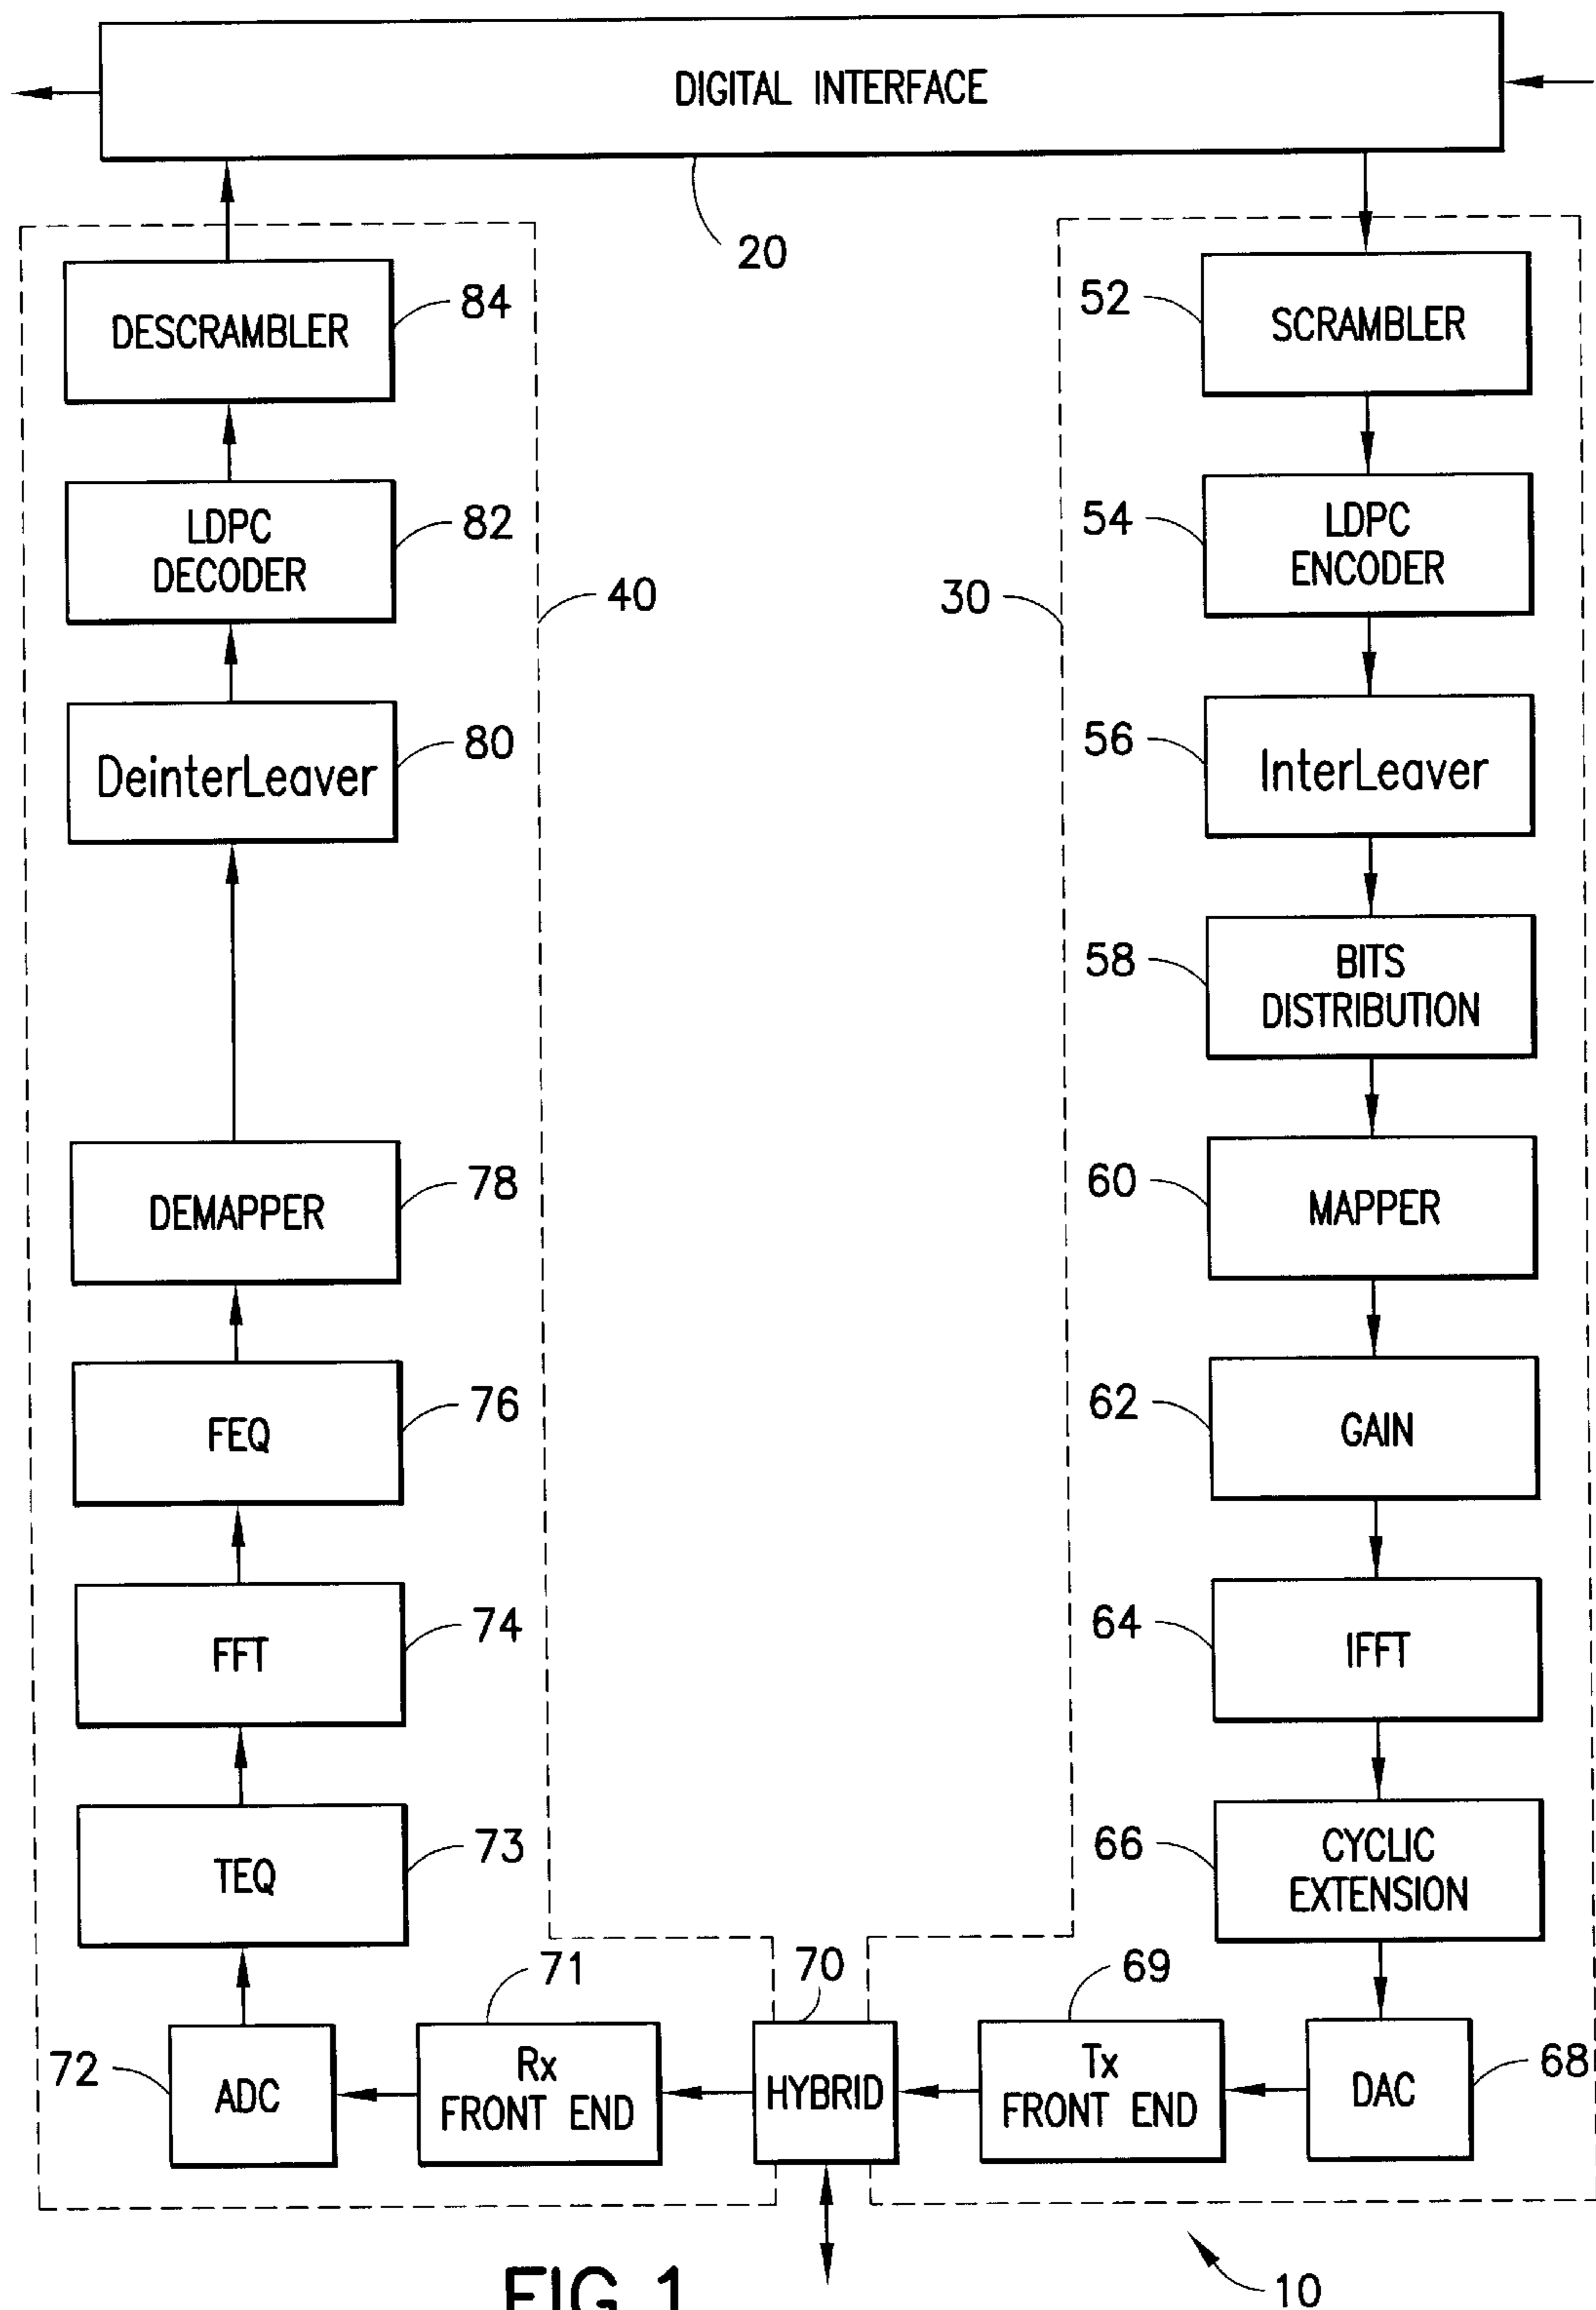 DIGITAL INTERFACE
20
DESCRAMBLER
84
52
SCRAMBLER
LDPC
DECODER
82
54
LDPC
ENCODER
40
30
DeinterLeaver
80
56
InterLeaver
58
BITS
DISTRIBUTION
DEMAPPER
78
60
MAPPER
FEQ
76
62
GAIN
FFT
74
64
IFFT
TEQ
73
66
CYCLIC
EXTENSION
72
ADC
71
Rx
FRONT END
70
HYBRID
69
Tx
FRONT END
DAC
68
FIG.1
10